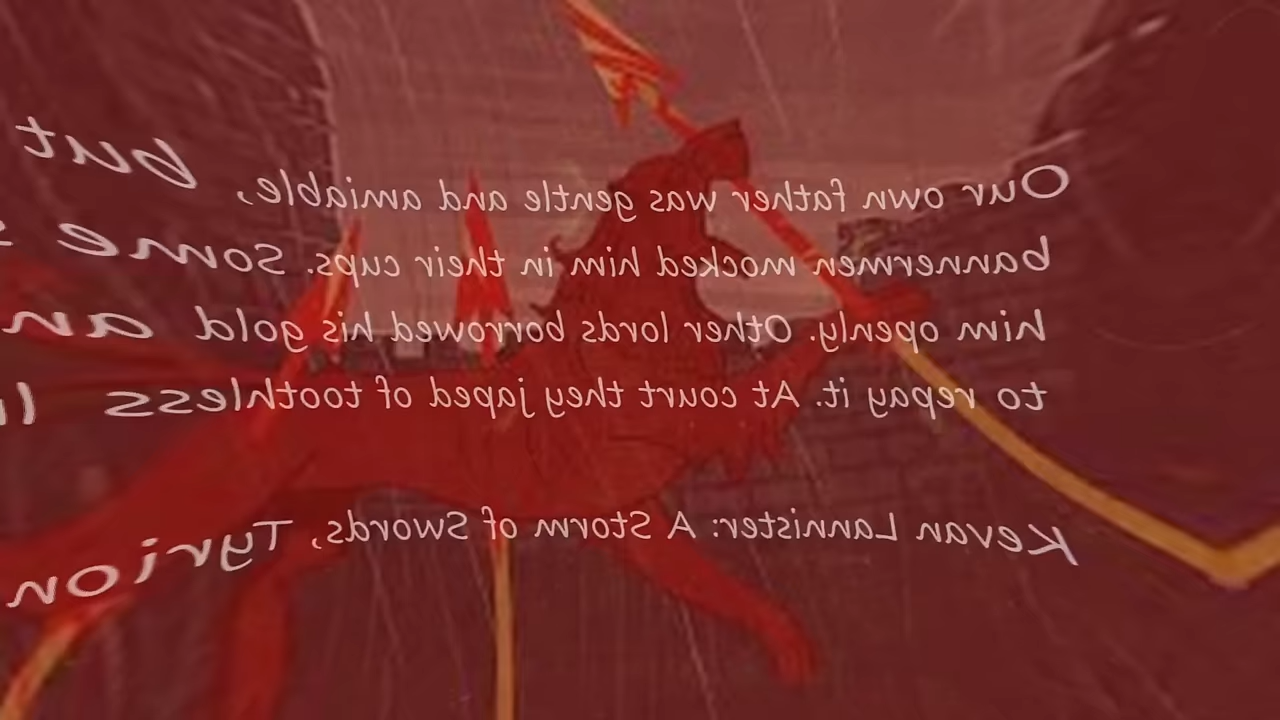 Our own father was gentle and amiable, but
bannermen mocked him in their cups. Some
him openly. Other lords borrowed his gold an
to repay it. At court they japed of toothless
Kevan Lannister: A Storm of Swords, Tyrion